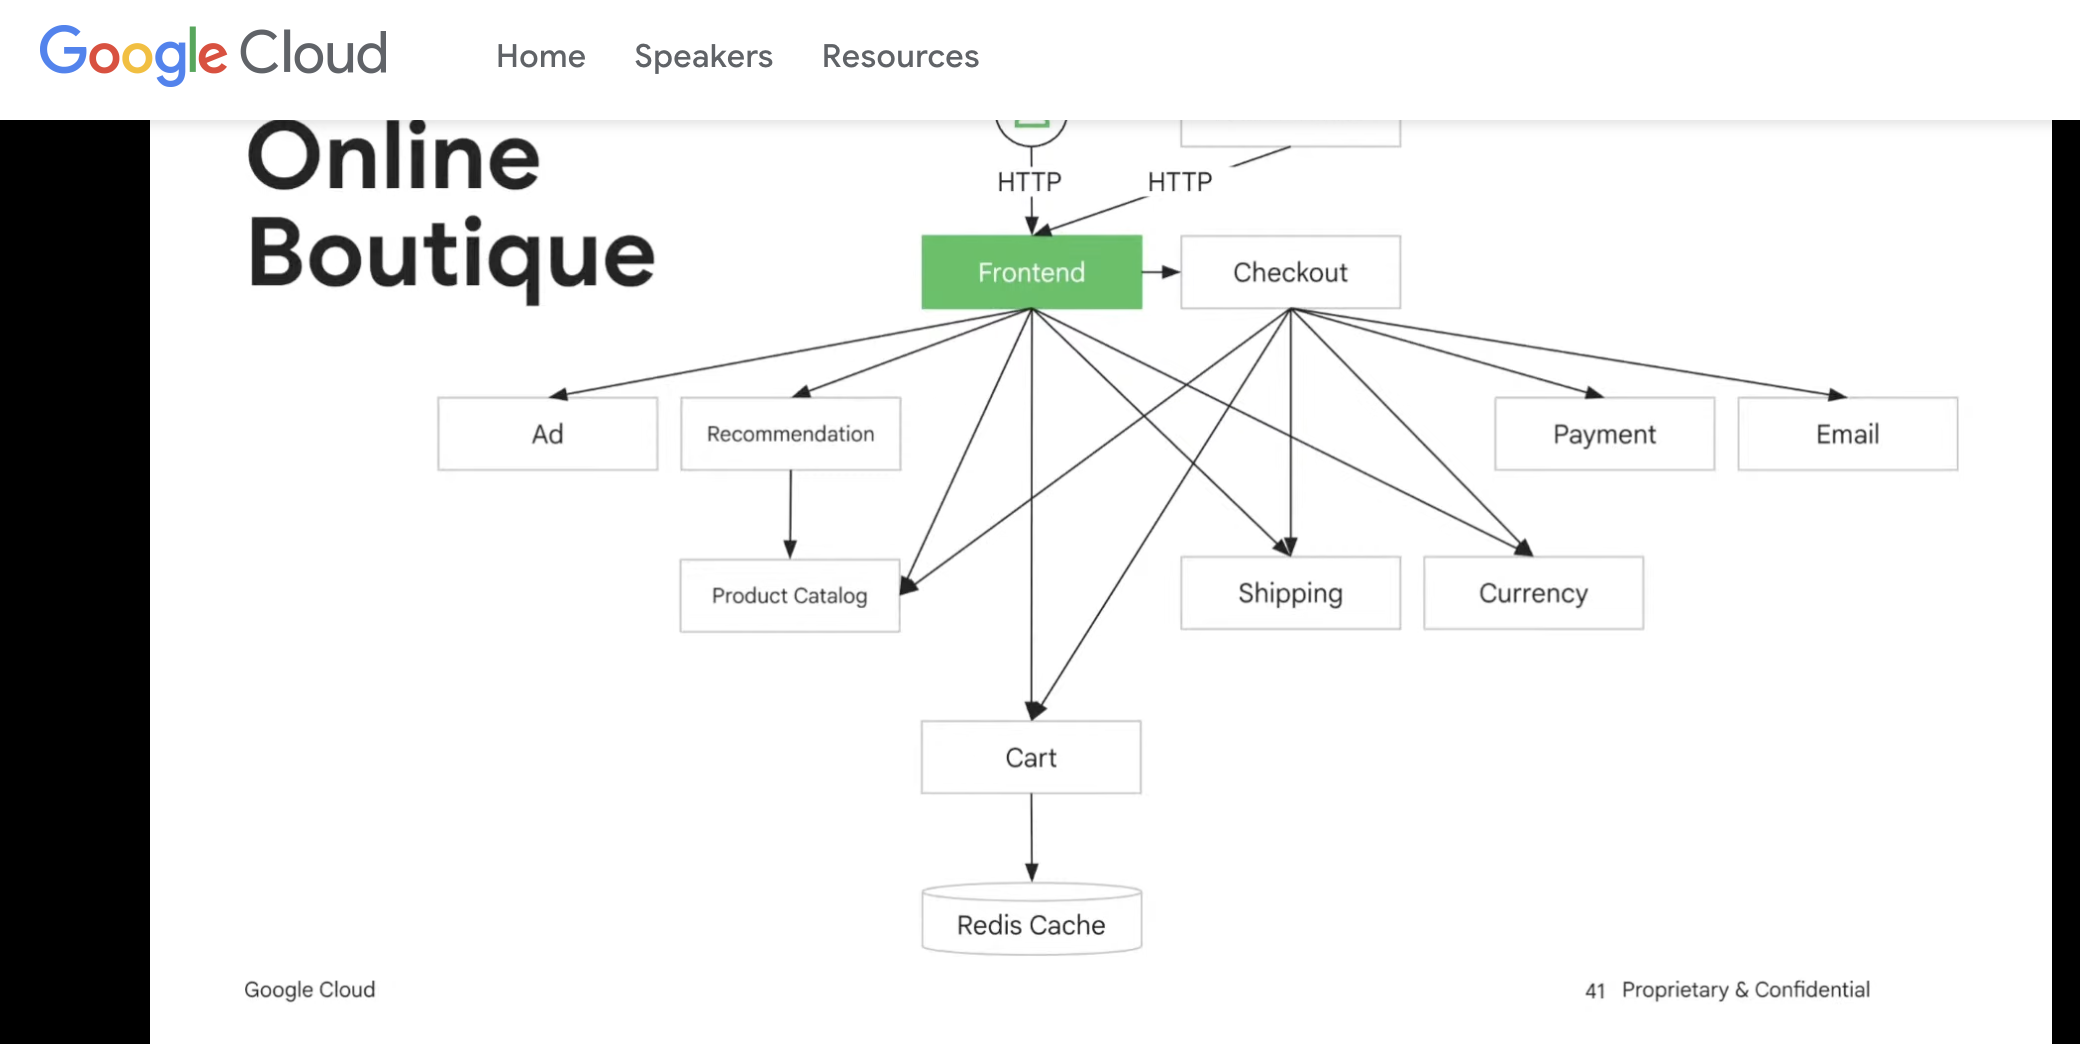 Google Cloud Home Speakers Resources
Online
Boutique
HTTP HTTP
Frontend Checkout
Ad Recommendation Payment Email
Product Catalog Shipping Currency
Cart
Redis Cache
Google Cloud 41 Proprietary & Confidential